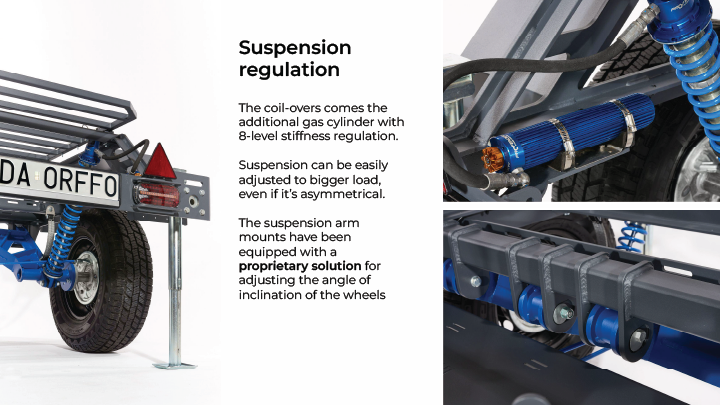 Suspension
regulation
The coil-overs comes the
additional gas cylinder with
8-level stiffness regulation.
Suspension can be easily
adjusted to bigger load,
even if it's asymmetrical.
The suspension arm
mounts have been
equipped with a
proprietary solution for
adjusting the angle of
inclination of the wheels
DA ORFFO